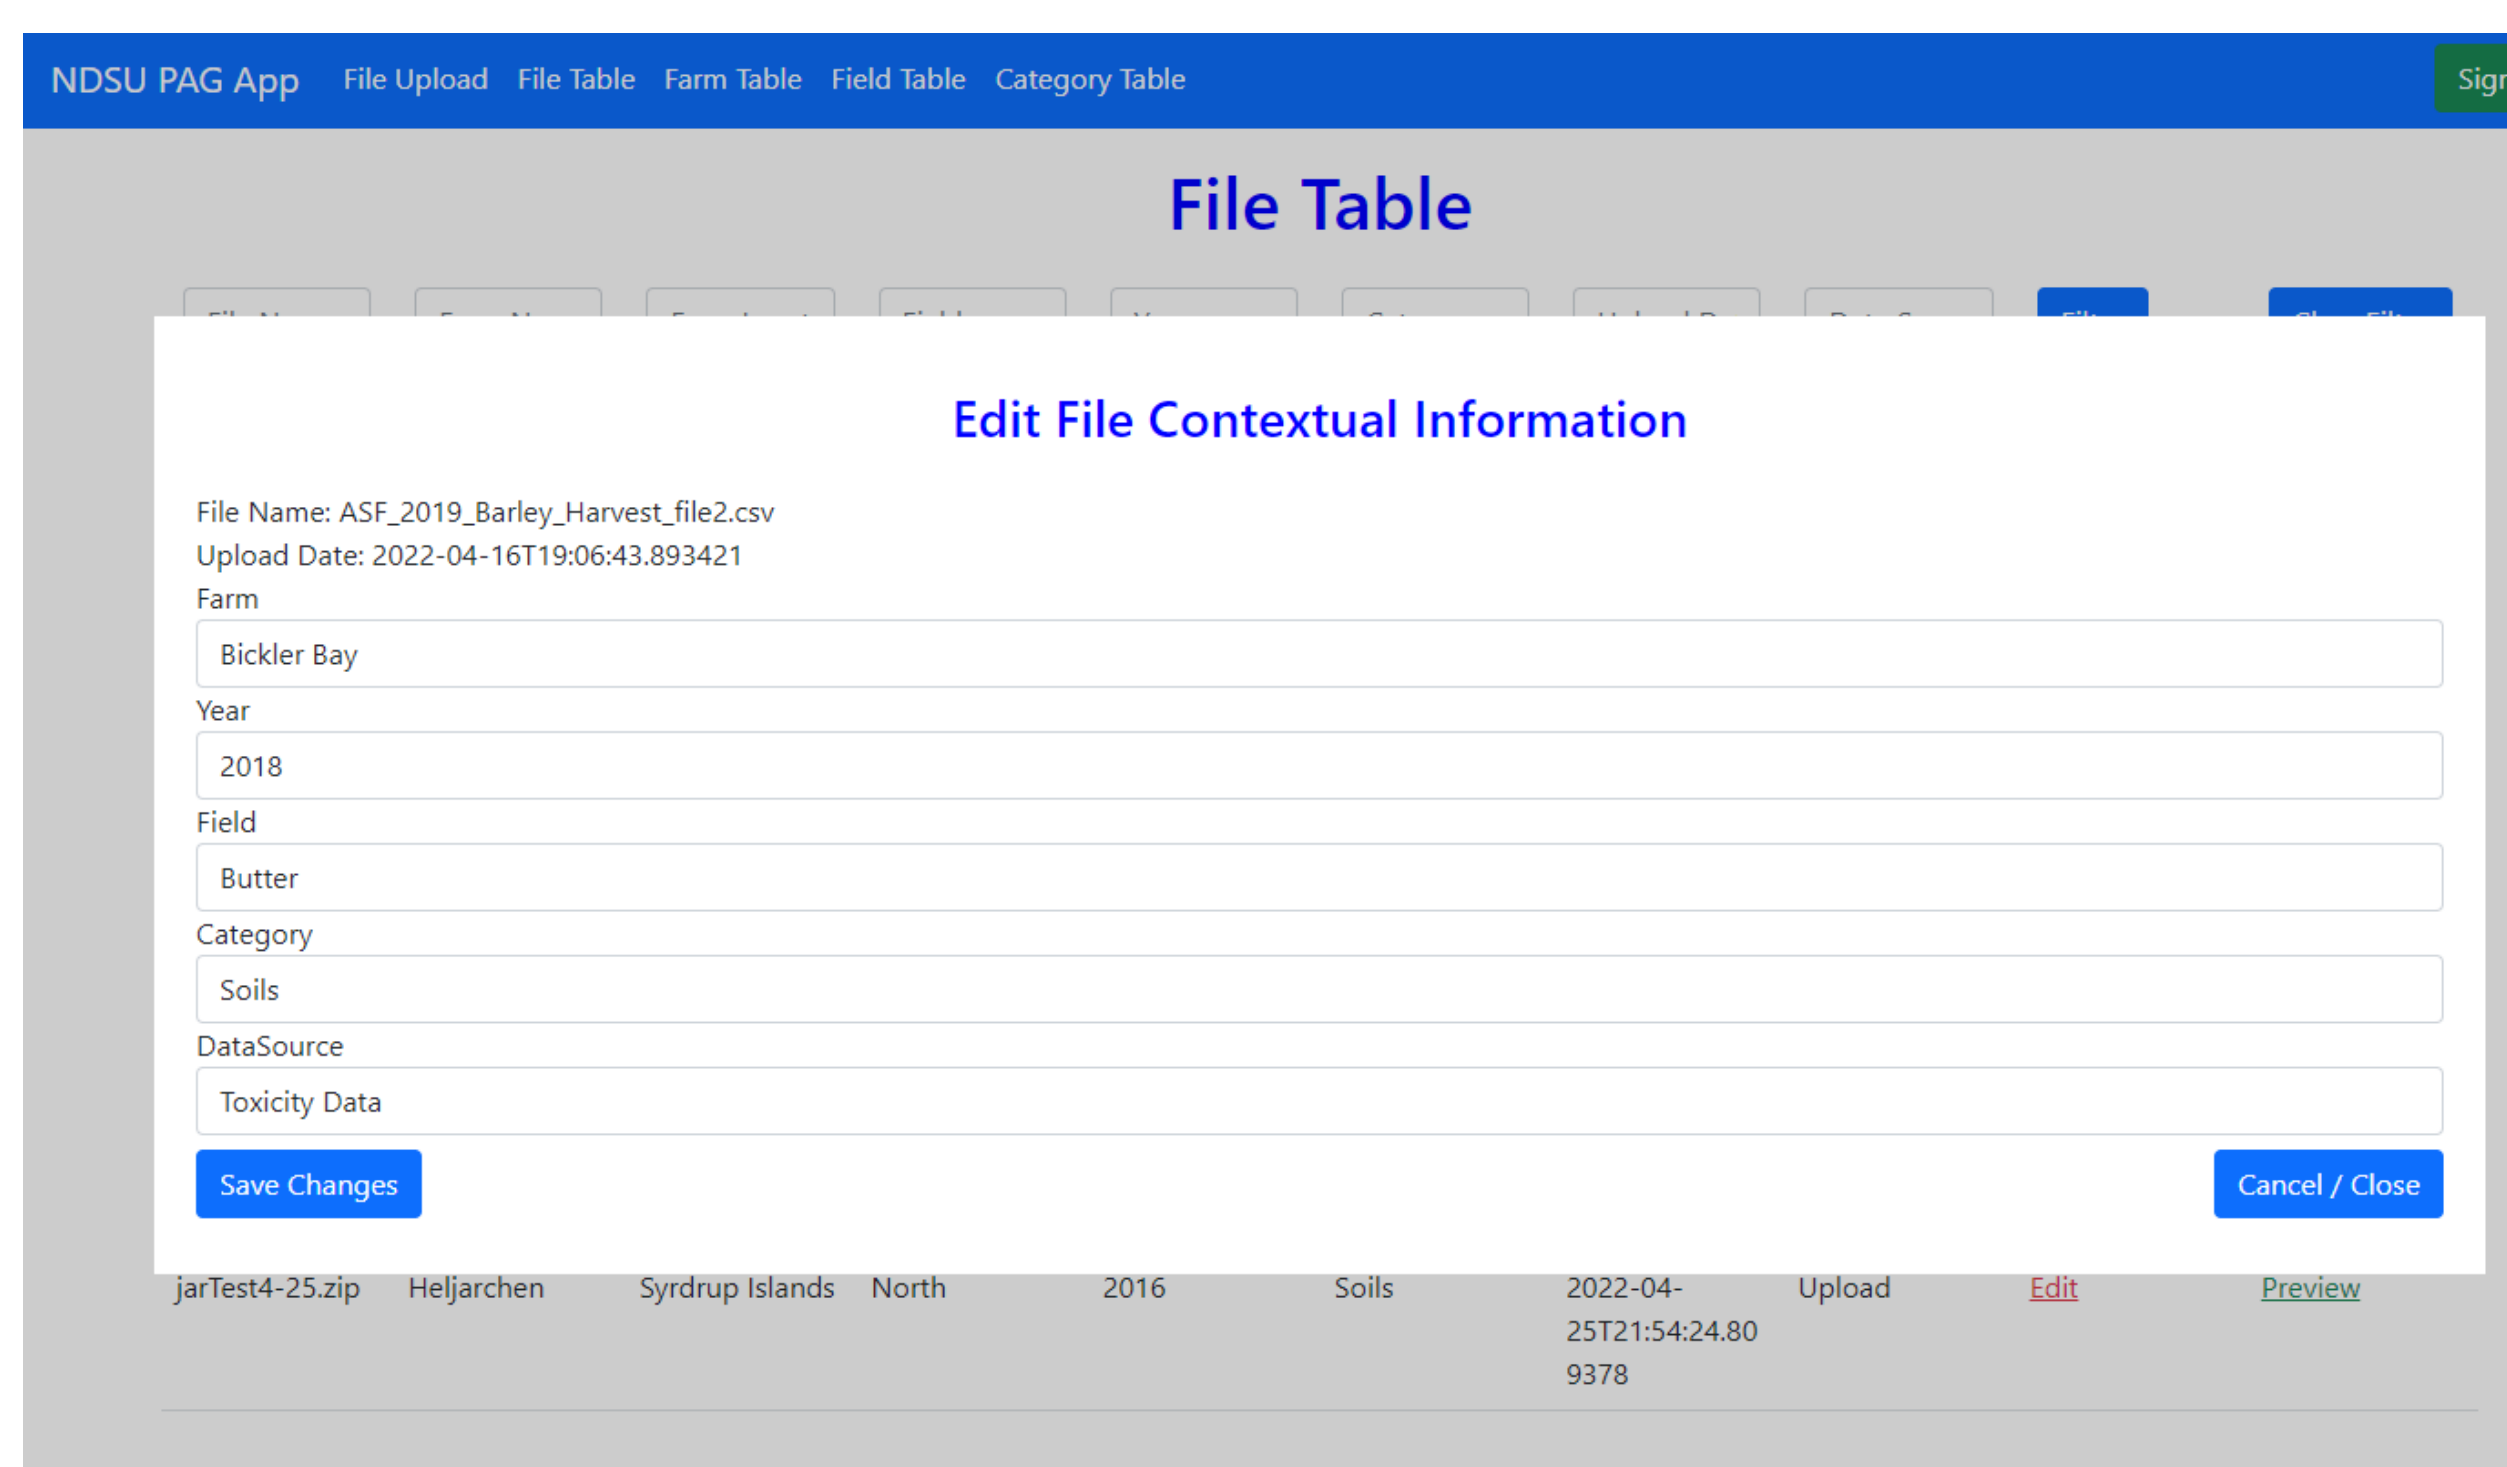 NDSU PAG App File Upload File Table Farm Table Field Table Category Table
File Table
Edit File Contextual Information
File Name: ASF_2019_Barley_Harvest_file2.csv
Upload Date: 2022-04-16T19:06:43.893421
Farm
Bickler Bay
Year
2018
Field
Butter
Category
Soils
DataSource
Toxicity Data
Save Changes Cancel / Close
jarTest4-25.zip Heljarchen Syrdrup Islands North 2016 Soils 2022-04- Upload Edit Preview
25T21:54:24.80
9378